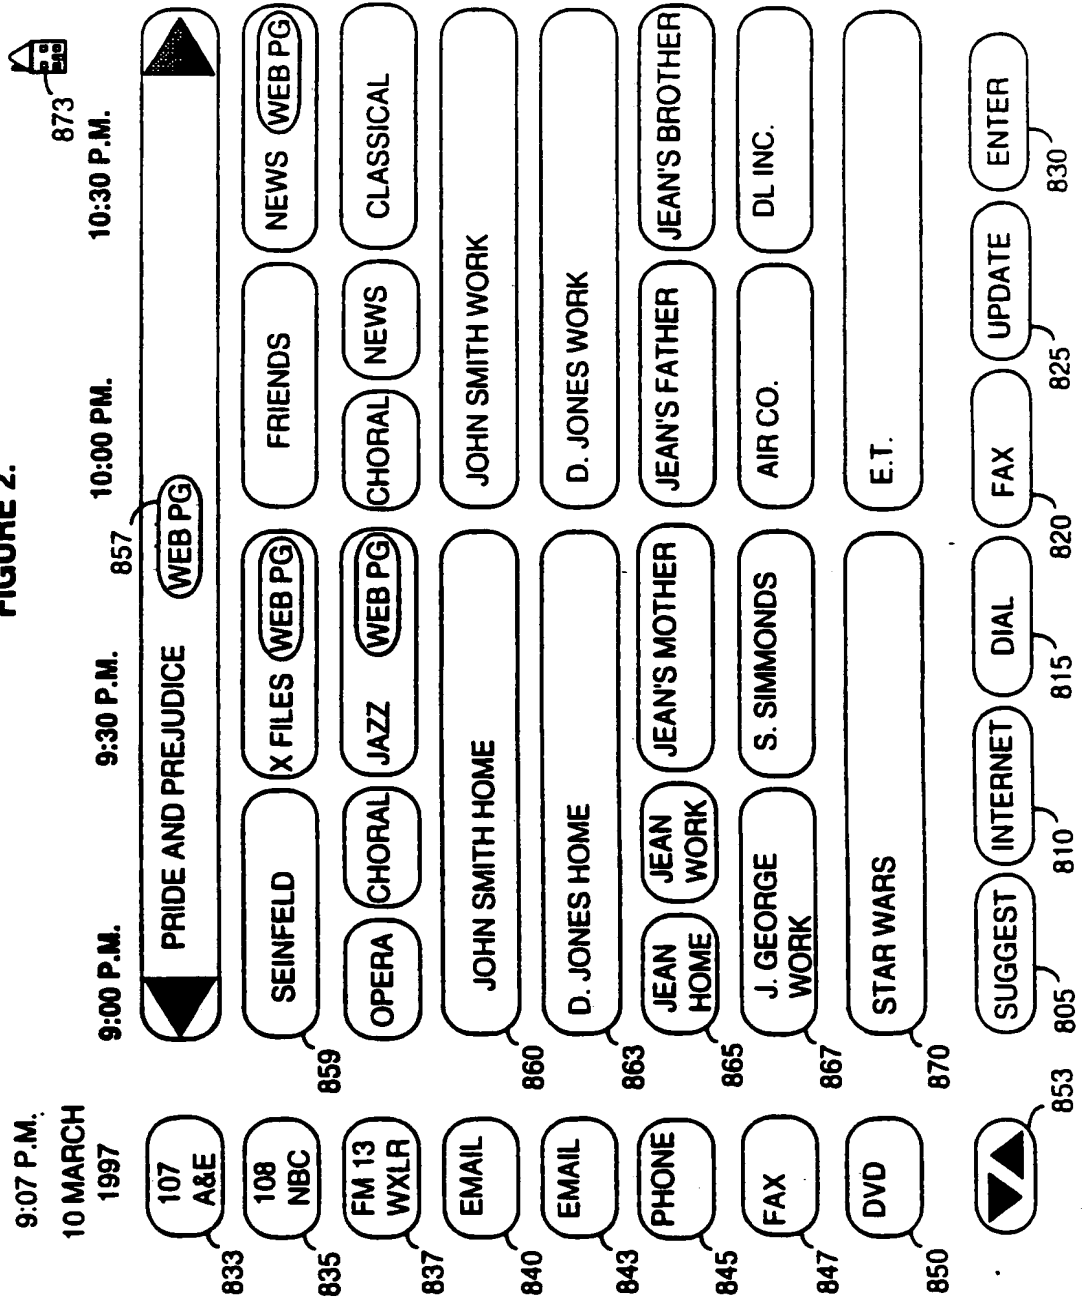 FIGURE 2.
9:07 P.M.
10 MARCH
1997
9:00 P.M.
9:30 P.M.
10:00 PM.
10:30 P.M.
873
857
107
A&E
833
PRIDE AND PREJUDICE
WEB PG
108
NBC
835
SEINFELD
X FILES
WEB PG
FRIENDS
NEWS
WEB PG
859
FM 13
WXLR
837
OPERA
CHORAL
JAZZ
WEB PG
CHORAL
NEWS
CLASSICAL
EMAIL
840
JOHN SMITH HOME
JOHN SMITH WORK
860
EMAIL
843
D. JONES HOME
D. JONES WORK
863
PHONE
845
JEAN
HOME
JEAN
WORK
JEAN'S MOTHER
JEAN'S FATHER
JEAN'S BROTHER
865
FAX
847
J. GEORGE
WORK
S. SIMMONDS
AIR CO.
DL INC.
867
DVD
850
STAR WARS
E.T.
870
853
SUGGEST
805
INTERNET
810
DIAL
815
FAX
820
UPDATE
825
ENTER
830